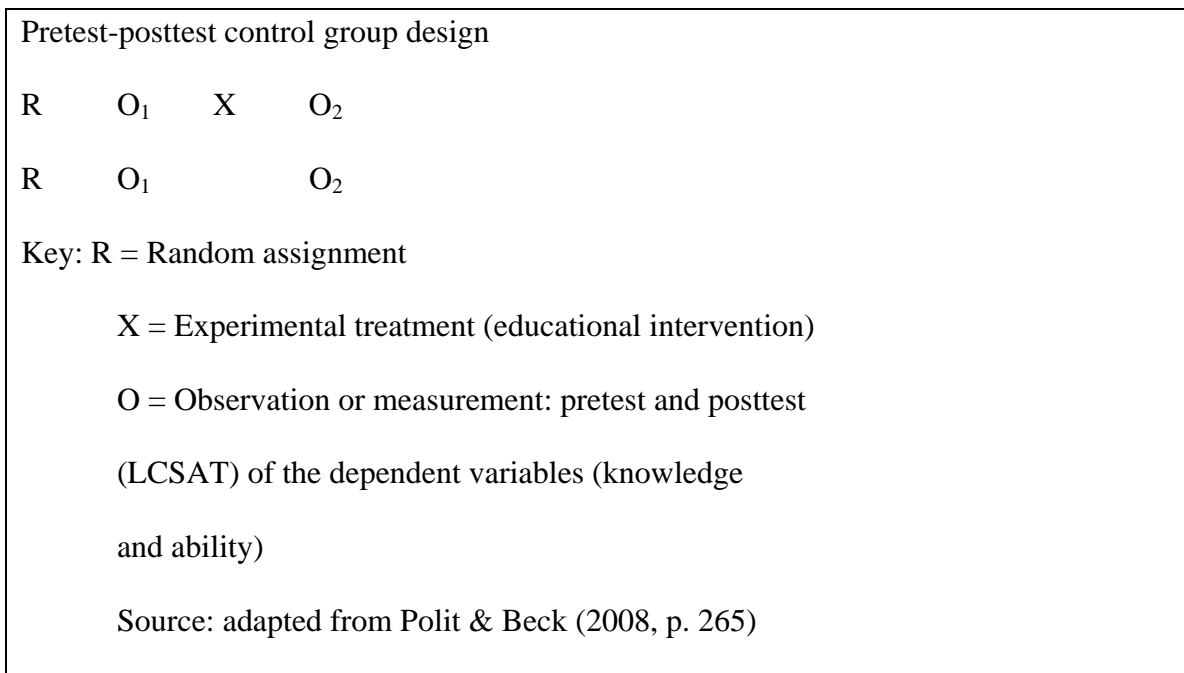 Pretest-posttest control group design
R O₁ X O₂
R O₁ O₂
Key: R = Random assignment
X = Experimental treatment (educational intervention)
O = Observation or measurement: pretest and posttest
(LCSAT) of the dependent variables (knowledge
and ability)
Source: adapted from Polit & Beck (2008, p. 265)